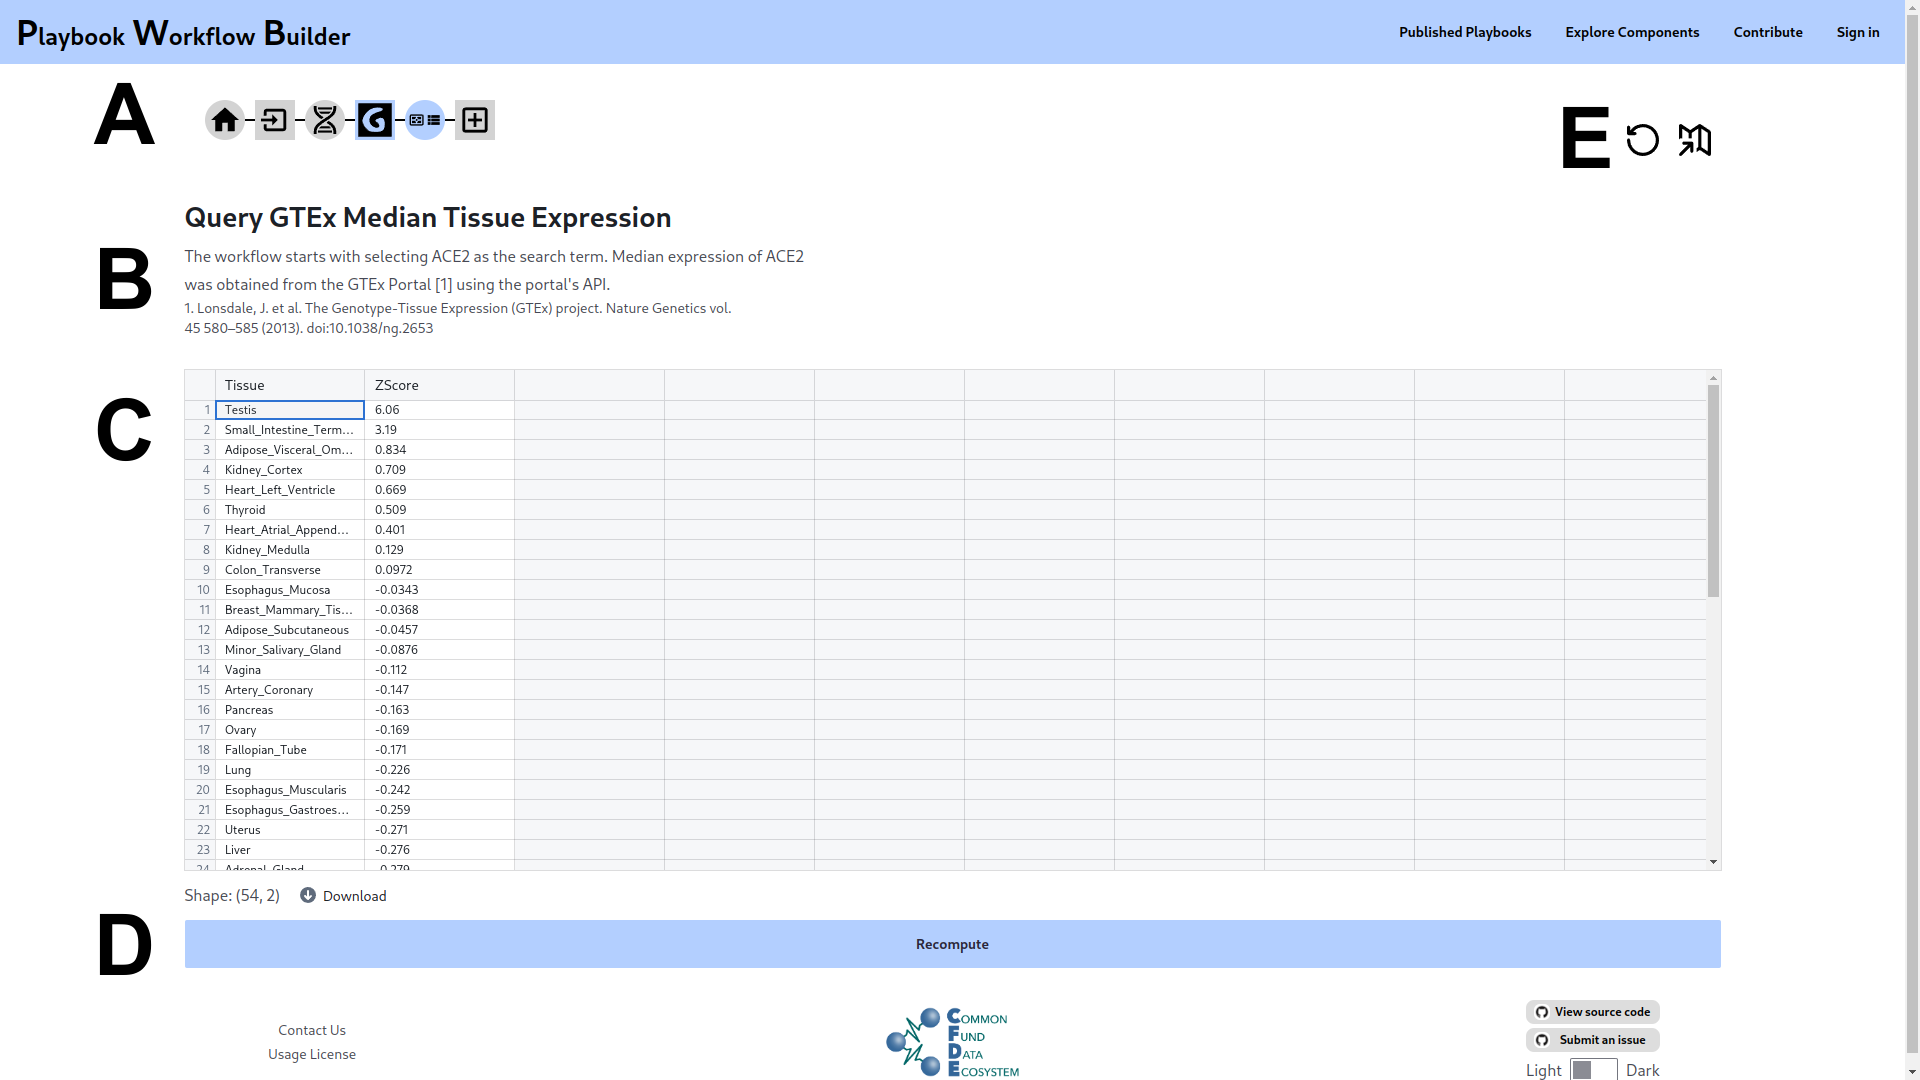 Playbook Workflow Builder
Published Playbooks Explore Components Contribute Sign in
A
E
Query GTEx Median Tissue Expression
B
The workflow starts with selecting ACE2 as the search term. Median expression of ACE2
was obtained from the GTEx Portal [1] using the portal's API.
1. Lonsdale, J. et al. The Genotype-Tissue Expression (GTEx) project. Nature Genetics vol.
45 580–585 (2013). doi:10.1038/ng.2653
C
Tissue ZScore
1 Testis 6.06
2 Small_Intestine_Term... 3.19
3 Adipose_Visceral_Om... 0.834
4 Kidney_Cortex 0.709
5 Heart_Left_Ventricle 0.669
6 Thyroid 0.509
7 Heart_Atrial_Append... 0.401
8 Kidney_Medulla 0.129
9 Colon_Transverse 0.0972
10 Esophagus_Mucosa -0.0343
11 Breast_Mammary_Tis... -0.0368
12 Adipose_Subcutaneous -0.0457
13 Minor_Salivary_Gland -0.0876
14 Vagina -0.112
15 Artery_Coronary -0.147
16 Pancreas -0.163
17 Ovary -0.169
18 Fallopian_Tube -0.171
19 Lung -0.226
20 Esophagus_Muscularis -0.242
21 Esophagus_Gastroes... -0.259
22 Uterus -0.271
23 Liver -0.276
24 Adrenal_Gland -0.279
Shape: (54, 2) Download
D
Recompute
Contact Us
Usage License
COMMON
FUND
DATA
ECOSYSTEM
View source code
Submit an issue
Light Dark